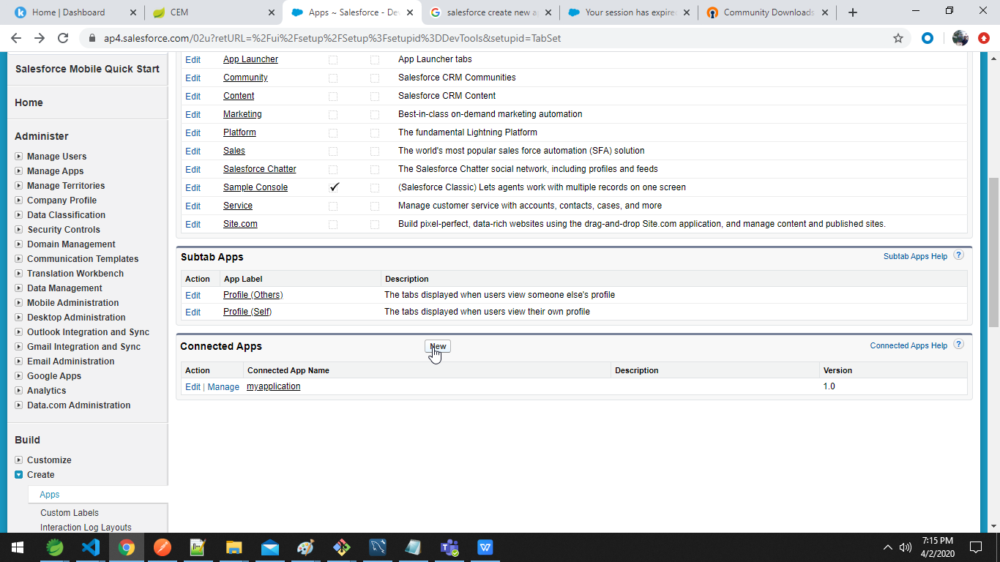 Home | Dashboard
CEM
Apps ~ Salesforce - De
salesforce create new a
Your session has expire
Community Downloads
ap4.salesforce.com/02u?retURL=%2Fui%2Fsetup%2FSetup%3Fsetupid%3DDevTools&setupid=TabSet
Salesforce Mobile Quick Start
Home
Administer
Manage Users
Manage Apps
Manage Territories
Company Profile
Data Classification
Security Controls
Domain Management
Communication Templates
Translation Workbench
Data Management
Mobile Administration
Desktop Administration
Outlook Integration and Sync
Gmail Integration and Sync
Email Administration
Google Apps
Analytics
Data.com Administration
Build
Customize
Create
Apps
Custom Labels
Interaction Log Layouts
Edit App Launcher App Launcher tabs
Edit Community Salesforce CRM Communities
Edit Content Salesforce CRM Content
Edit Marketing Best-in-class on-demand marketing automation
Edit Platform The fundamental Lightning Platform
Edit Sales The world's most popular sales force automation (SFA) solution
Edit Salesforce Chatter The Salesforce Chatter social network, including profiles and feeds
Edit Sample Console (Salesforce Classic) Lets agents work with multiple records on one screen
Edit Service Manage customer service with accounts, contacts, cases, and more
Edit Site.com Build pixel-perfect, data-rich websites using the drag-and-drop Site.com application, and manage content and published sites.
Subtab Apps Subtab Apps Help ?
Action App Label Description
Edit Profile (Others) The tabs displayed when users view someone else's profile
Edit Profile (Self) The tabs displayed when users view their own profile
Connected Apps New Connected Apps Help ?
Action Connected App Name Description Version
Edit | Manage myapplication 1.0
7:15 PM
4/2/2020